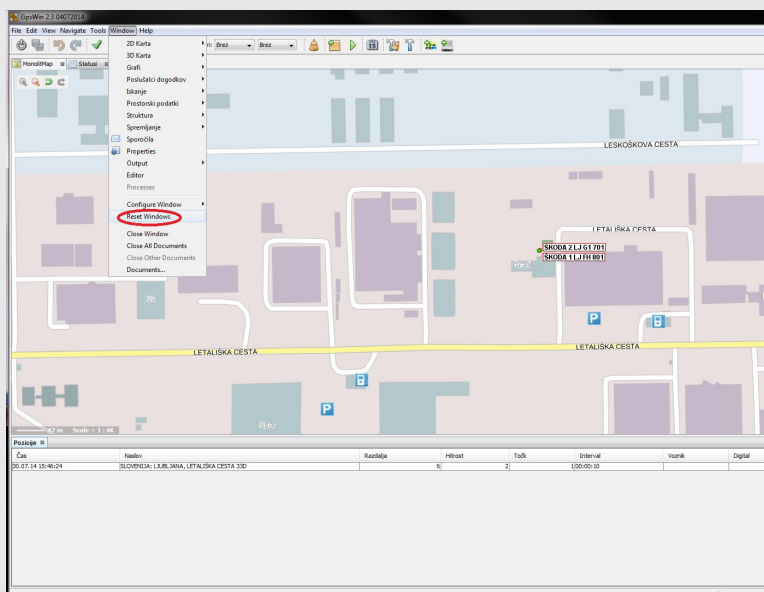 GpsWin 2.3 04072014
File Edit View Navigate Tools Window Help
Brez Brez
MonolitMap Statusi
2D Karta
3D Karta
Grafi
Poslušalci dogodkov
Iskanje
Prostorski podatki
Struktura
Spremljanje
Sporočila
Properties
Output
Editor
Processes
Configure Window
Reset Windows
Close Window
Close All Documents
Close Other Documents
Documents...
LESKOŠKOVA CESTA
LETALIŠKA CESTA
ŠKODA 2 LJ G1 701
ŠKODA 1 LJ FH 801
P
LETALIŠKA CESTA
LETALIŠKA CESTA
P
Spar
47 m Scale = 1 : 4K
Pozicije
Čas Naslov Razdalja Hitrost Točk Interval Voznik Digital
30.07.14 15:46:24 SLOVENIJA: LJUBLJANA, LETALIŠKA CESTA 33D 6 2 1 00:00:10